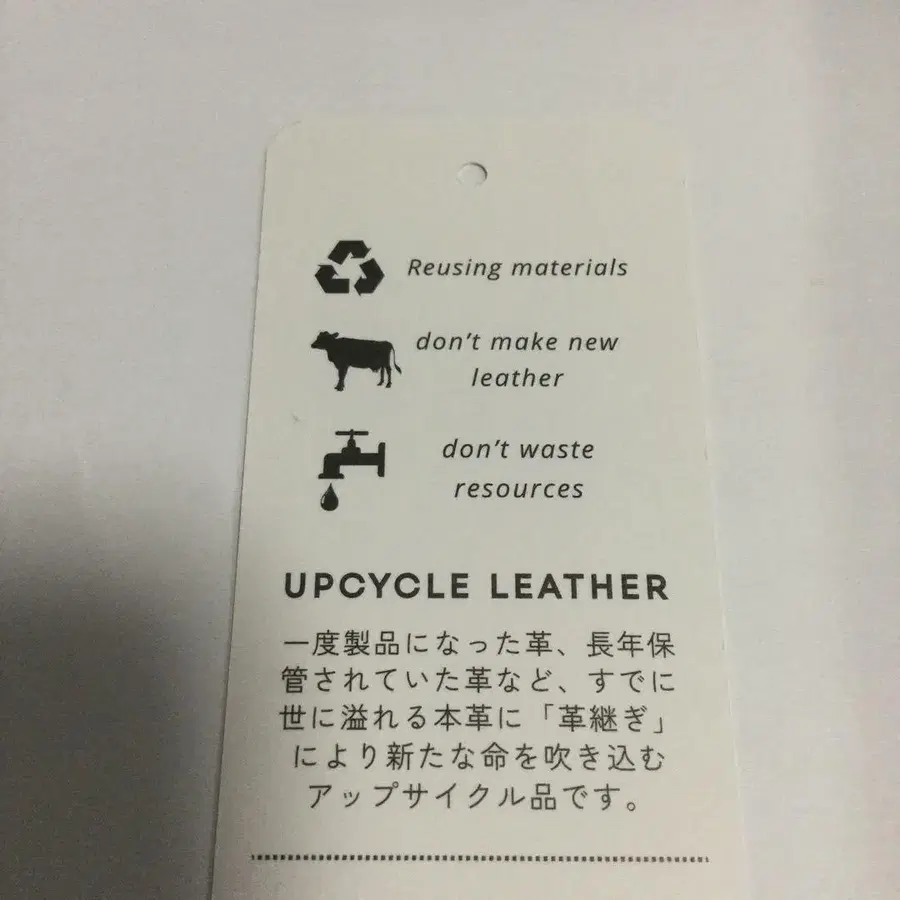 Reusing materials
don't make new
leather
don't waste
resources
UPCYCLE LEATHER
一度製品になった革、長年保
管されていた革など、すでに
世に溢れる本革に「革継ぎ」
により新たな命を吹き込む
アップサイクル品です。